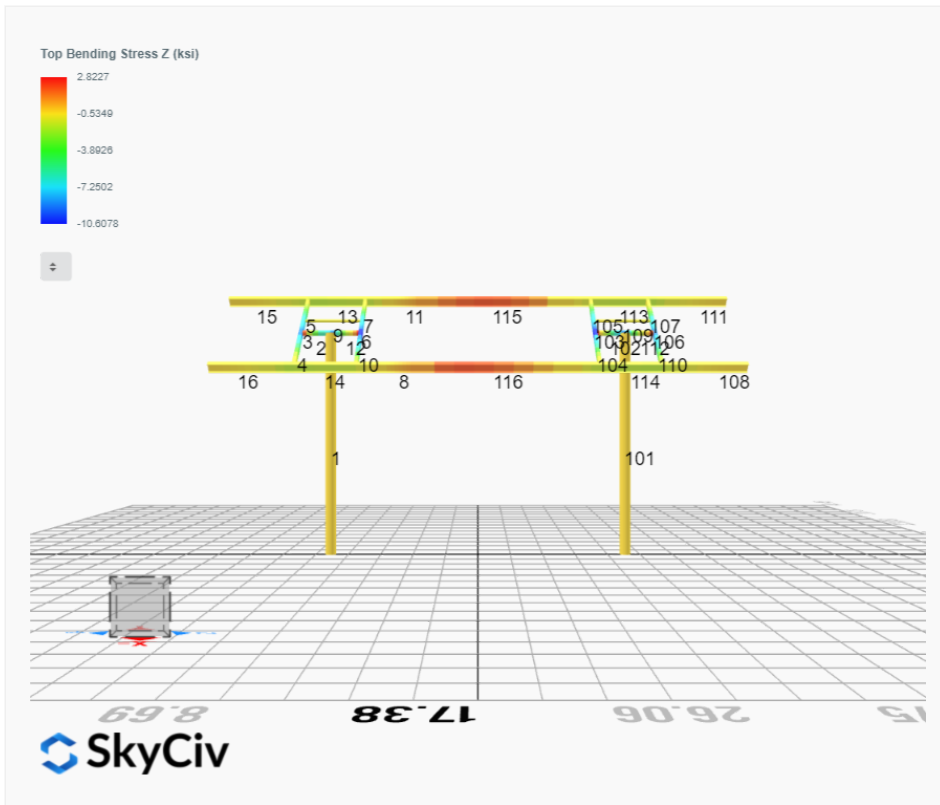 Top Bending Stress Z (ksi)
2.8227
-0.5349
-3.8926
-7.2502
-10.6078
15 13 11 115 113 111
5 7 105 107
3 9 6 103 109 106
2 12 102 112
4 10 104 110
16 14 8 116 114 108
1 101
8.69 17.38 26.06
SkyCiv